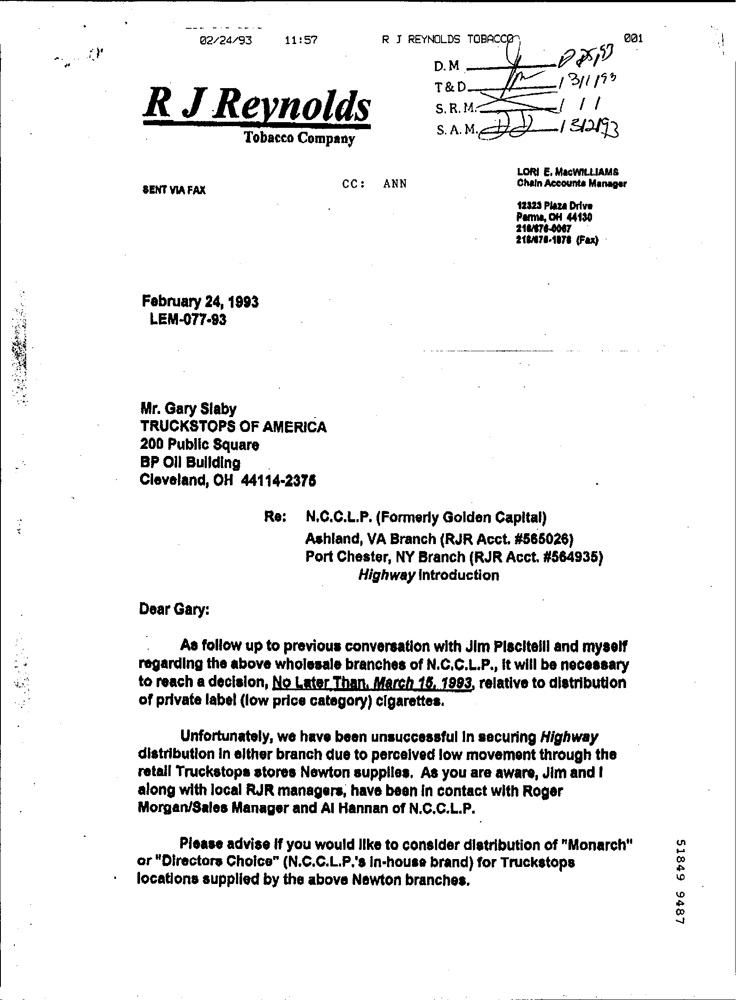 02/24/93 11:57 R J REYNOLDS TOBACCO 001
D.M
T&D. / 3/1/93
S.R.M. / / /
S.A.M. DD / 3/2/93
R J Reynolds
Tobacco Company
LORI E. MacWILLIAMS
Chain Accounts Manager
SENT VIA FAX
CC: ANN
12323 Plaza Drive
Parma, OH 44130
216/676-0067
216/676-1878 (Fax)
February 24, 1993
LEM-077-93
Mr. Gary Slaby
TRUCKSTOPS OF AMERICA
200 Public Square
BP Oil Building
Cleveland, OH 44114-2375
Re: N.C.C.L.P. (Formerly Golden Capital)
Ashland, VA Branch (RJR Acct. #565026)
Port Chester, NY Branch (RJR Acct. #564935)
Highway Introduction
Dear Gary:
As follow up to previous conversation with Jim Piscitelli and myself
regarding the above wholesale branches of N.C.C.L.P., it will be necessary
to reach a decision, No Later Than, March 15, 1993, relative to distribution
of private label (low price category) cigarettes.
Unfortunately, we have been unsuccessful in securing Highway
distribution in either branch due to perceived low movement through the
retail Truckstops stores Newton supplies. As you are aware, Jim and I
along with local RJR managers, have been in contact with Roger
Morgan/Sales Manager and Al Hannan of N.C.C.L.P.
Please advise if you would like to consider distribution of "Monarch"
or "Directors Choice" (N.C.C.L.P.'s in-house brand) for Truckstops
locations supplied by the above Newton branches.
51849 9487